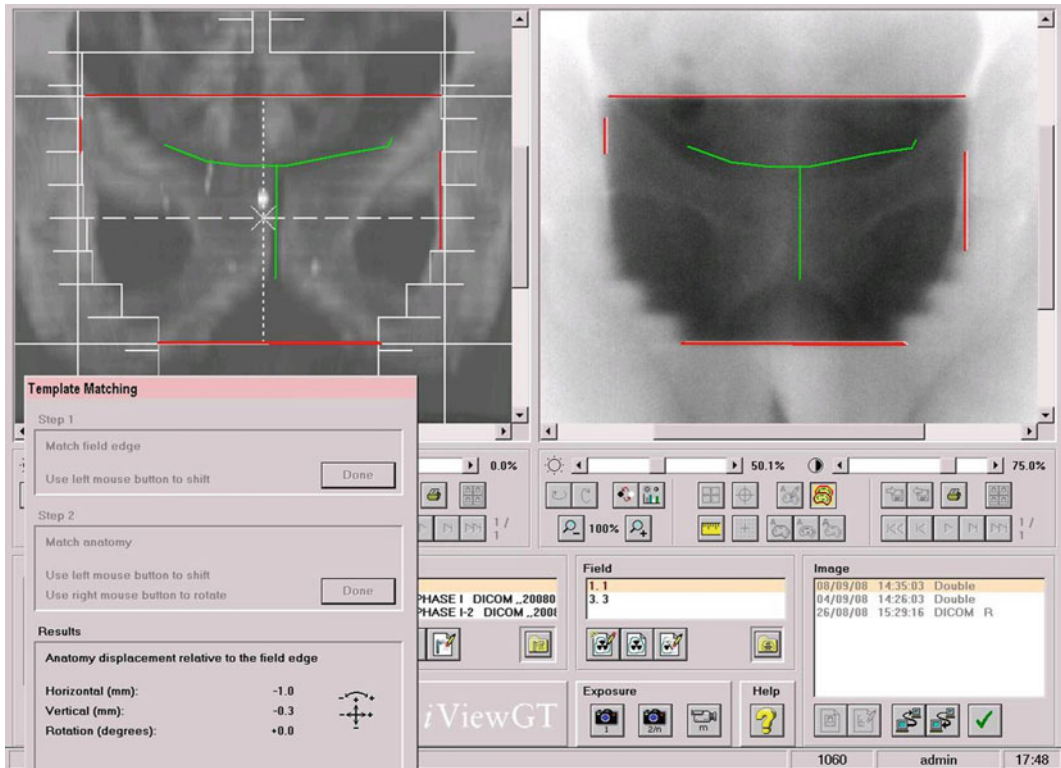 Template Matching
Step 1
Match field edge
Use left mouse button to shift
Done
Step 2
Match anatomy
Use left mouse button to shift
Use right mouse button to rotate
Done
Results
Anatomy displacement relative to the field edge
Horizontal (mm): -1.0
Vertical (mm): -0.3
Rotation (degrees): +0.0
0.0%
1 /
1
50.1%
75.0%
100%
1 /
1
PHASE I DICOM ,,20080
PHASE I-2 DICOM ,,2008
iViewGT
Field
1. 1
3. 3
Exposure
1
2/n
m
Help
Image
08/09/08 14:35:03 Double
04/09/08 14:26:03 Double
26/08/08 15:29:16 DICOM R
1060
admin
17:48